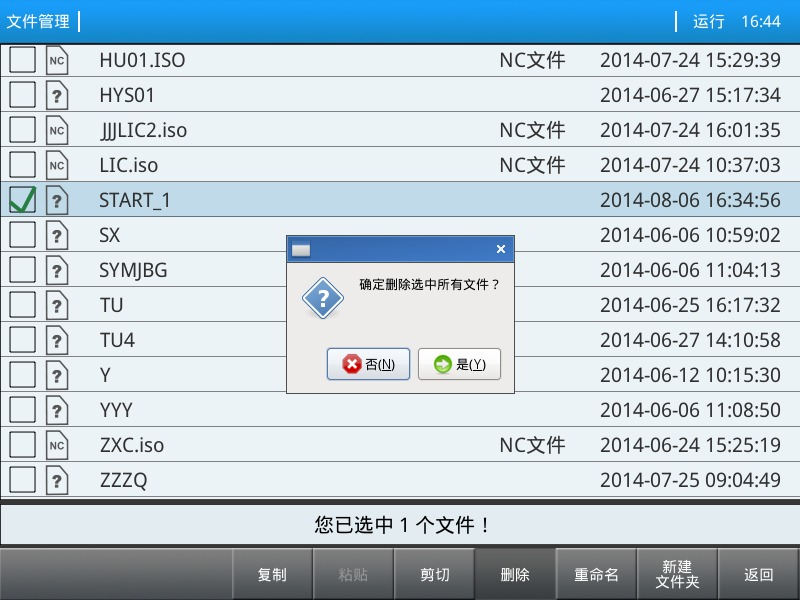 文件管理 运行 16:44
NC HU01.ISO NC文件 2014-07-24 15:29:39
? HYS01 2014-06-27 15:17:34
NC JJJLIC2.iso NC文件 2014-07-24 16:01:35
NC LIC.iso NC文件 2014-07-24 10:37:03
? START_1 2014-08-06 16:34:56
? SX 2014-06-06 10:59:02
? SYMJBG 2014-06-06 11:04:13
? TU 2014-06-25 16:17:32
? TU4 2014-06-27 14:10:58
? Y 2014-06-12 10:15:30
? YYY 2014-06-06 11:08:50
NC ZXC.iso NC文件 2014-06-24 15:25:19
? ZZZQ 2014-07-25 09:04:49
? 确定删除选中所有文件？
否(N) 是(Y)
您已选中 1 个文件！
复制 粘贴 剪切 删除 重命名 新建
文件夹 返回